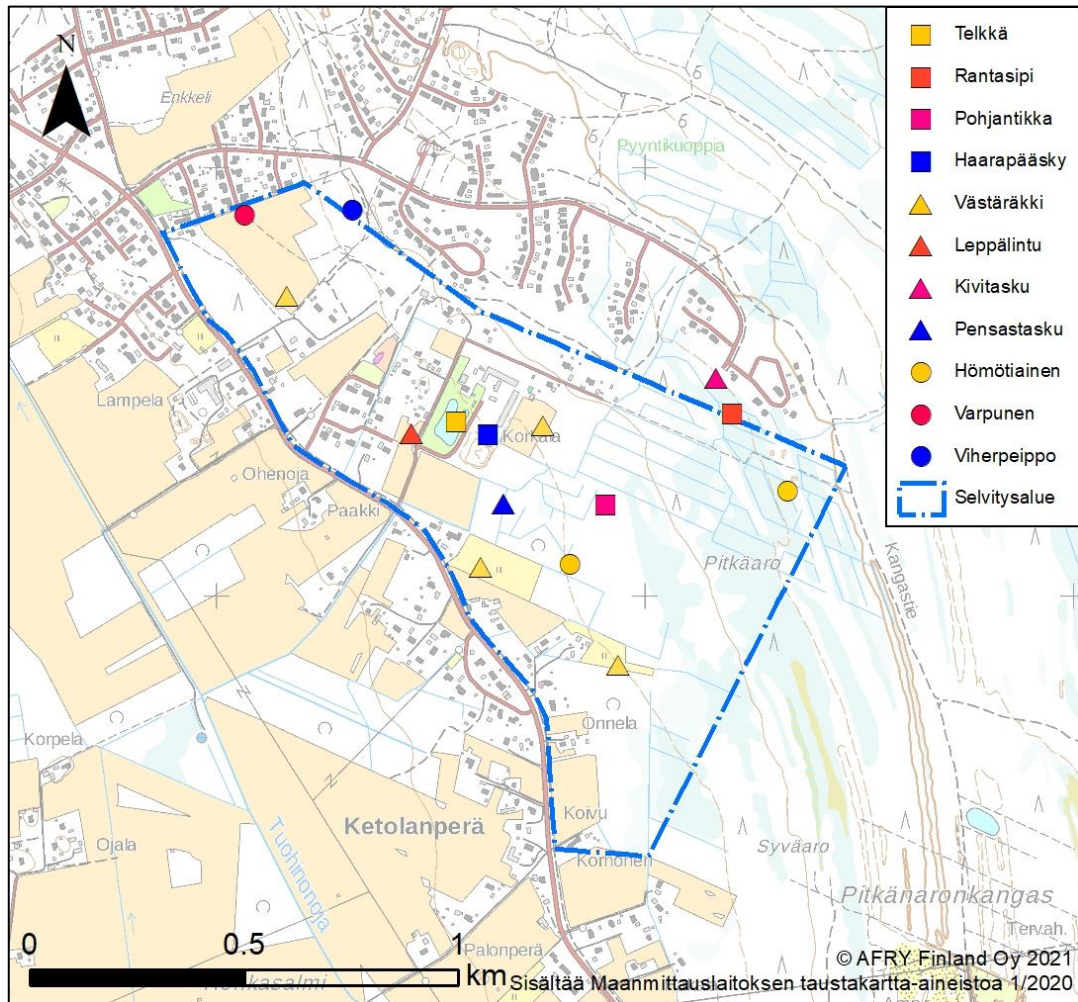 N
Enkkeli
Pyyntikuoppia
Lampela
Ohenoja
Paakki
Korkala
Pitkäaro
Kangastie
Korpela
Onnela
Ojala
Ketolanperä
Tuohinonoja
Koivu
Korhonen
Syväaro
Pitkänaronkangas
Tervah.
Palonperä
0 0.5 1
km
Telkkä
Rantasipi
Pohjantikka
Haarapääsky
Västäräkki
Leppälintu
Kivitasku
Pensastasku
Hömötiainen
Varpunen
Viherpeippo
Selvitysalue
© AFRY Finland Oy 2021
Sisältää Maanmittauslaitoksen taustakartta-aineistoa 1/2020